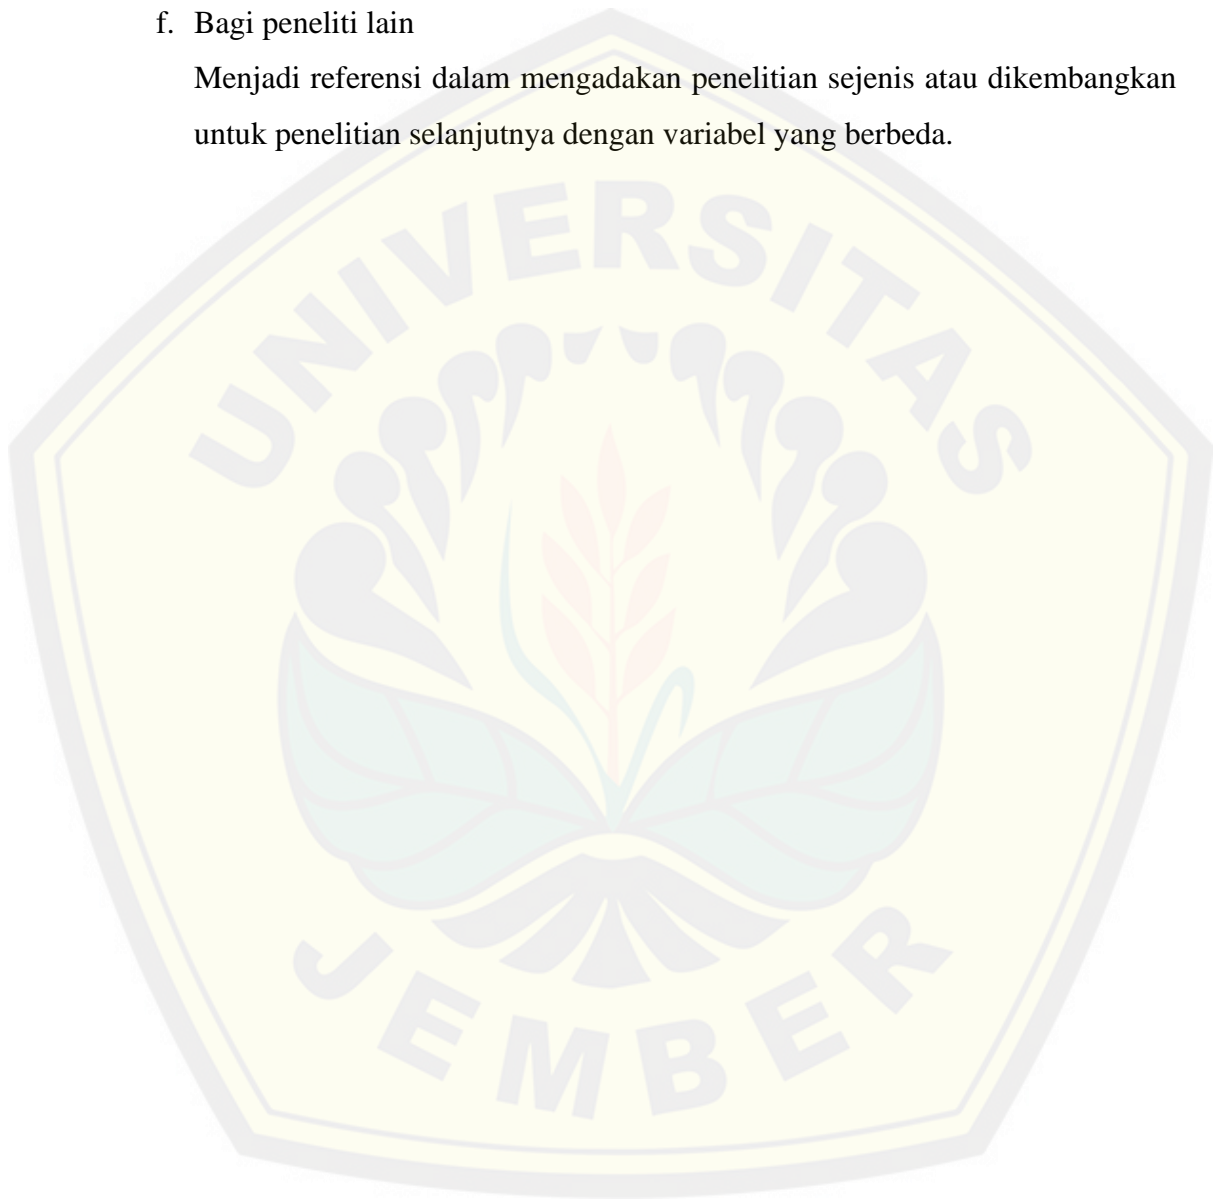 f. Bagi peneliti lain
Menjadi referensi dalam mengadakan penelitian sejenis atau dikembangkan
untuk penelitian selanjutnya dengan variabel yang berbeda.
UNIVERSITAS
JEMBER